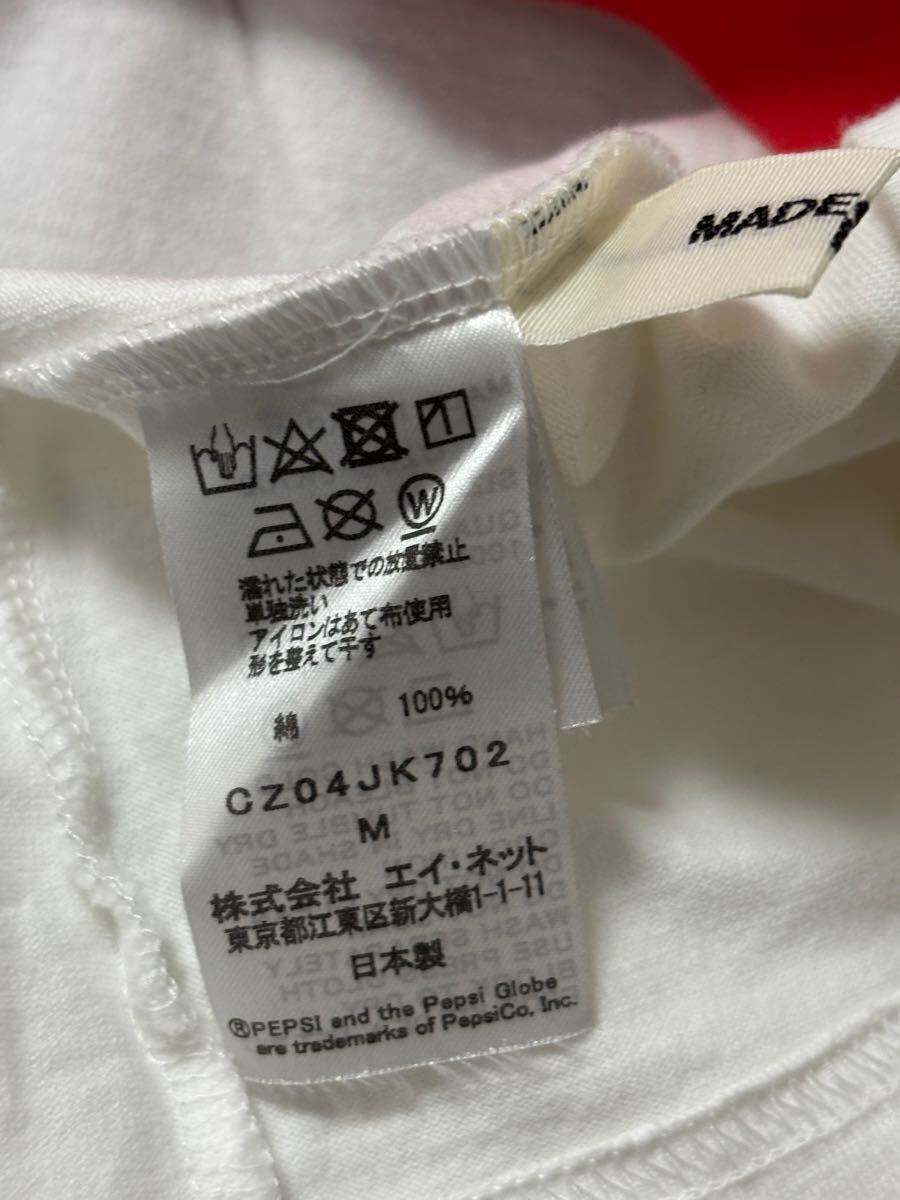 MADE
W
濡れた状態での放置禁止
単独洗い
アイロンはあて布使用
形を整えて干す
綿 100%
CZ04JK702
M
株式会社 エイ・ネット
東京都江東区新大橋1-1-11
日本製
®PEPSI and the Pepsi Globe
are trademarks of PepsiCo, Inc.